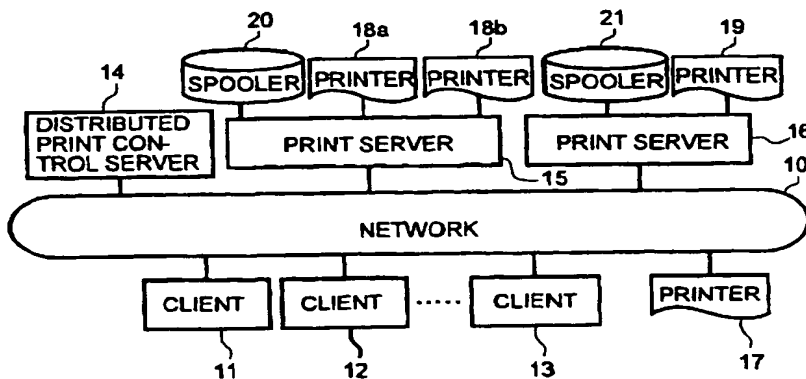 20
18a
18b
21
19
14
SPOOLER
PRINTER
PRINTER
SPOOLER
PRINTER
DISTRIBUTED
PRINT CON-
TROL SERVER
PRINT SERVER
PRINT SERVER
16
15
10
NETWORK
CLIENT
CLIENT
.....
CLIENT
PRINTER
11
12
13
17